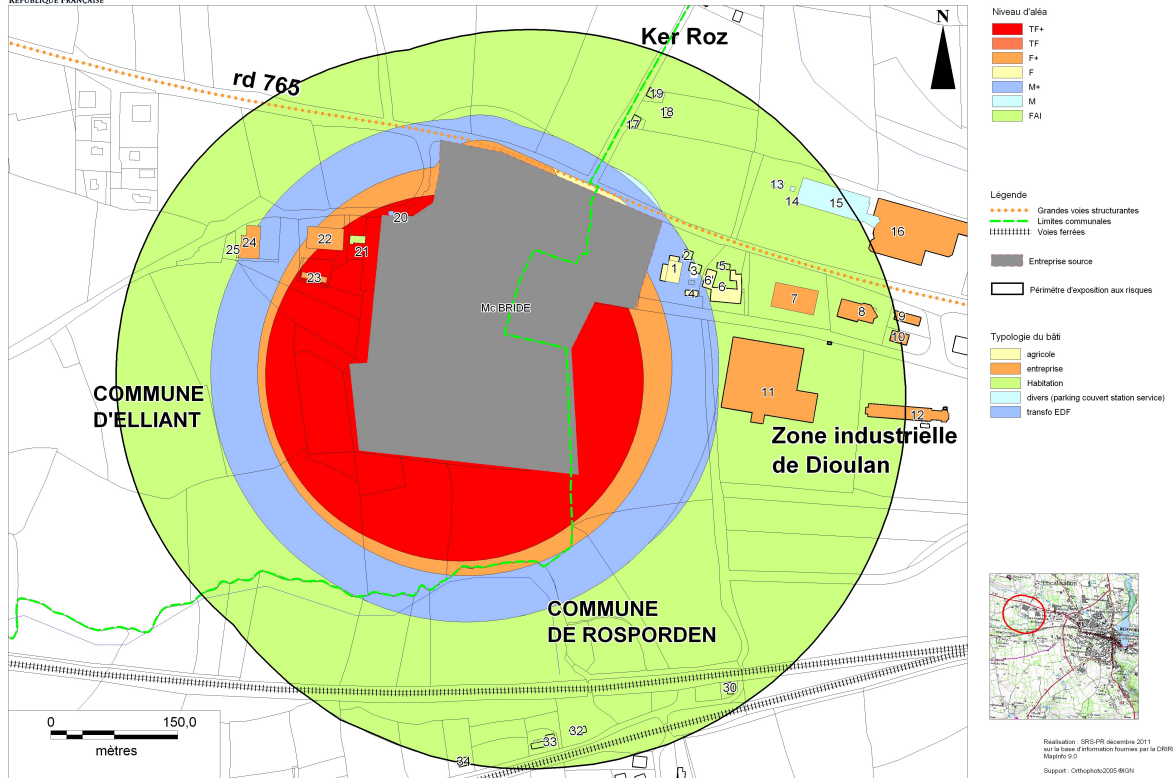 RÉPUBLIQUE FRANÇAISE
Ker Roz
N
rd 765
19
18
17
13
14
15
16
20
22
21
24
25
23
1
2
3
4
5
6'
6
7
8
9
10
11
12
Mc BRIDE
COMMUNE
D'ELLIANT
Zone industrielle
de Dioulan
COMMUNE
DE ROSPORDEN
30
32
33
34
0 150,0
mètres
Niveau d'aléa
TF+
TF
F+
F
M+
M
FAI
Légende
Grandes voies structurantes
Limites communales
Voies ferrées
Entreprise source
Périmètre d'exposition aux risques
Typologie du bâti
agricole
entreprise
Habitation
divers (parking couvert station service)
transfo EDF
Localisation
Réalisation : SRS-PR décembre 2011
sur la base d'information fournies par la DRIRE
MapInfo 9.0
Support : Orthophoto2005 ©IGN